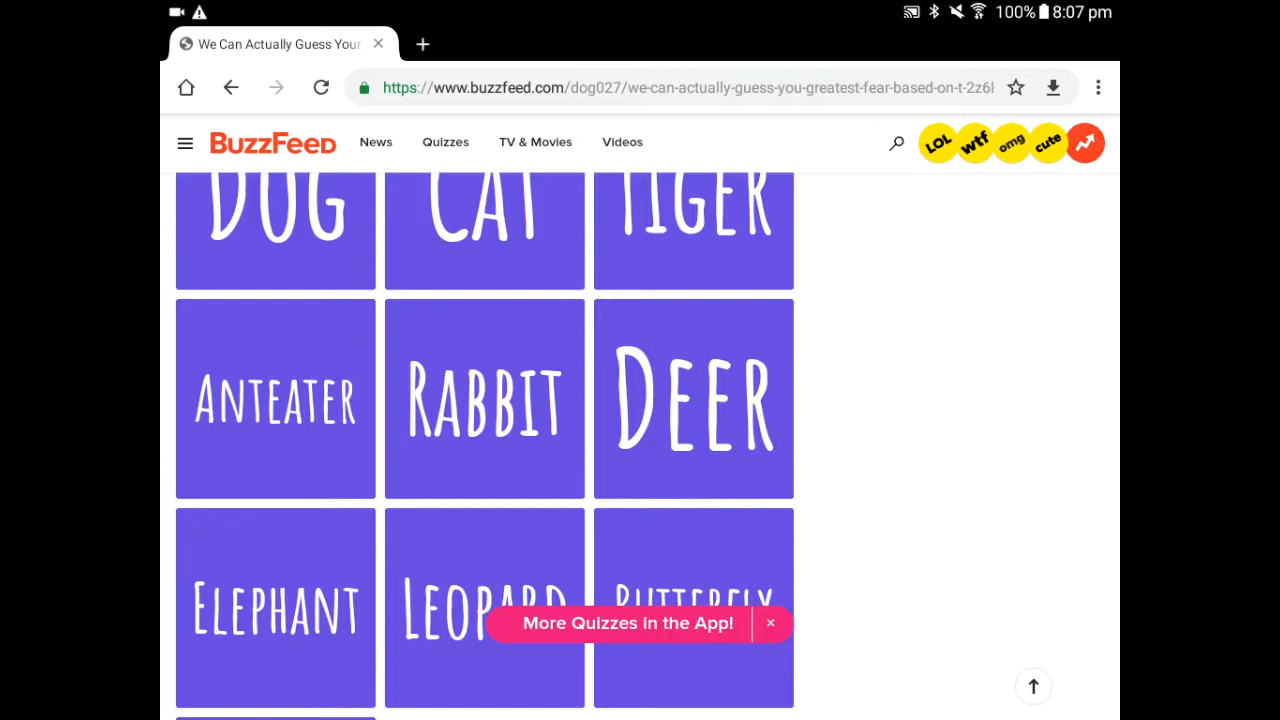 100% 8:07 pm
We Can Actually Guess Your
https://www.buzzfeed.com/dog027/we-can-actually-guess-you-greatest-fear-based-on-t-2z6l
BuzzFeed News Quizzes TV & Movies Videos LOL wtf omg cute
DOG CAT TIGER
ANTEATER RABBIT DEER
ELEPHANT LEOPARD BUTTERFLY
More Quizzes in the App! ×